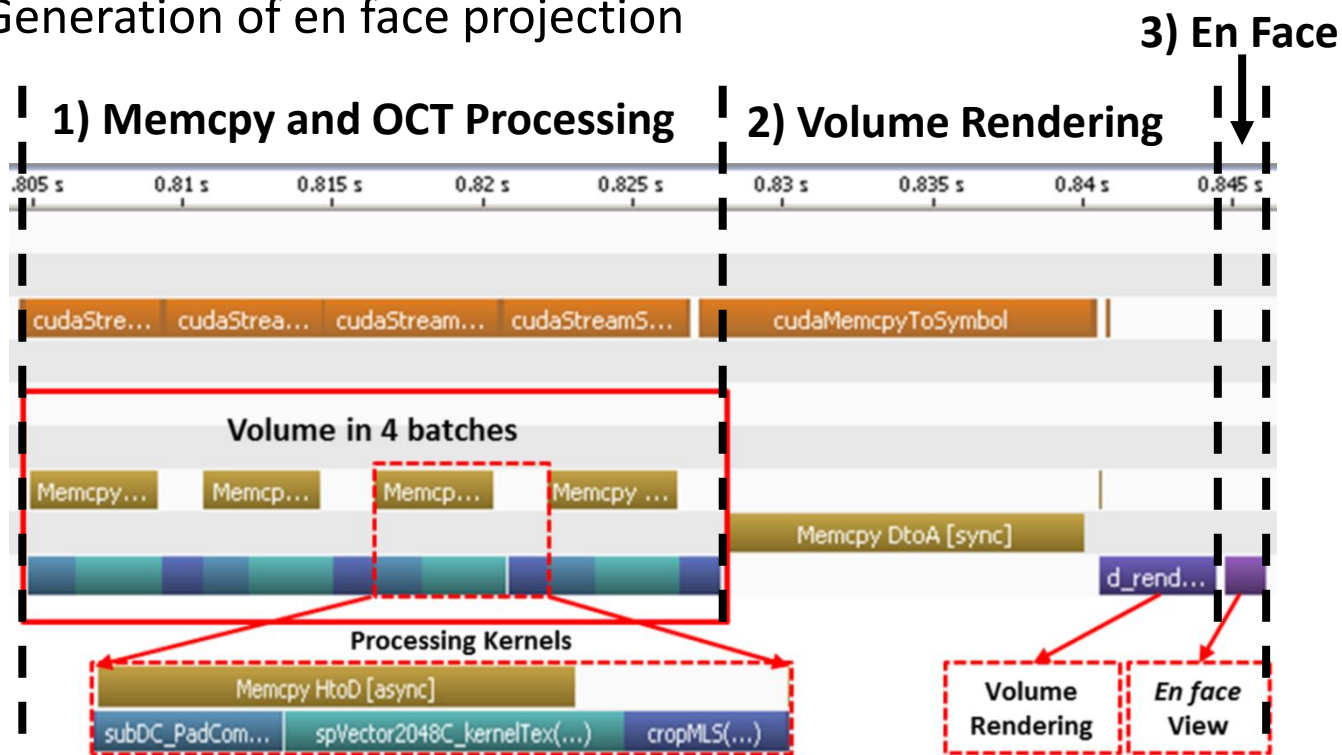 Generation of en face projection
3) En Face
1) Memcpy and OCT Processing
2) Volume Rendering
.805 s 0.81 s 0.815 s 0.82 s 0.825 s 0.83 s 0.835 s 0.84 s 0.845 s
cudaStre... cudaStrea... cudaStream... cudaStreamS... cudaMemcpyToSymbol
Volume in 4 batches
Memcpy... Memcp... Memcp... Memcpy ...
Memcpy DtoA [sync]
d_rend...
Processing Kernels
Memcpy HtoD [async]
subDC_PadCom... spVector2048C_kernelTex(...) cropMLS(...)
Volume
Rendering
En face
View